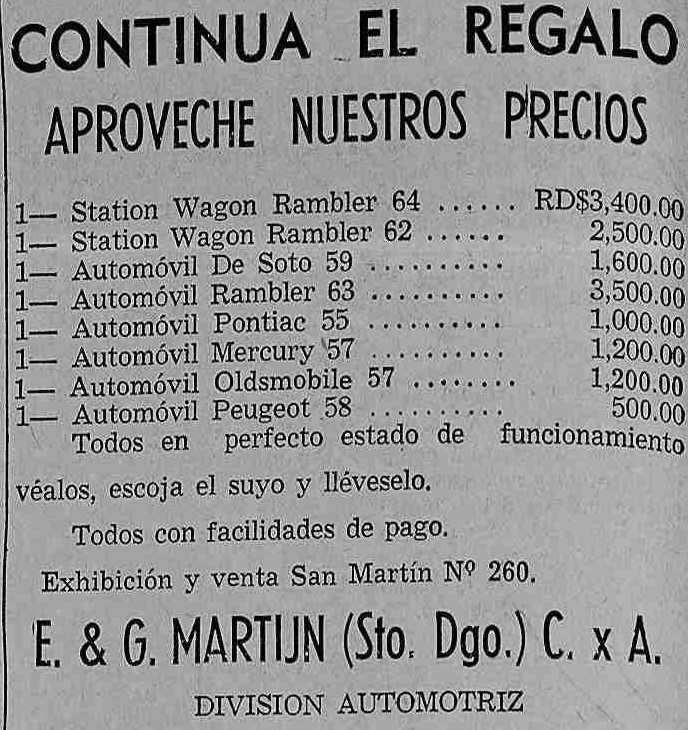 CONTINUA EL REGALO
APROVECHE NUESTROS PRECIOS
1— Station Wagon Rambler 64 ...... RD$3,400.00
1— Station Wagon Rambler 62 ...... 2,500.00
1— Automóvil De Soto 59 .......... 1,600.00
1— Automóvil Rambler 63 .......... 3,500.00
1— Automóvil Pontiac 55 .......... 1,000.00
1— Automóvil Mercury '57 .......... 1,200.00
1— Automóvil Oldsmobile 57 ........ 1,200.00
1— Automóvil Peugeot 58 .......... 500.00
Todos en perfecto estado de funcionamiento
véalos, escoja el suyo y lléveselo.
Todos con facilidades de pago.
Exhibición y venta San Martín Nº 260.
E. & G. MARTIJN (Sto. Dgo.) C. x A.
DIVISION AUTOMOTRIZ